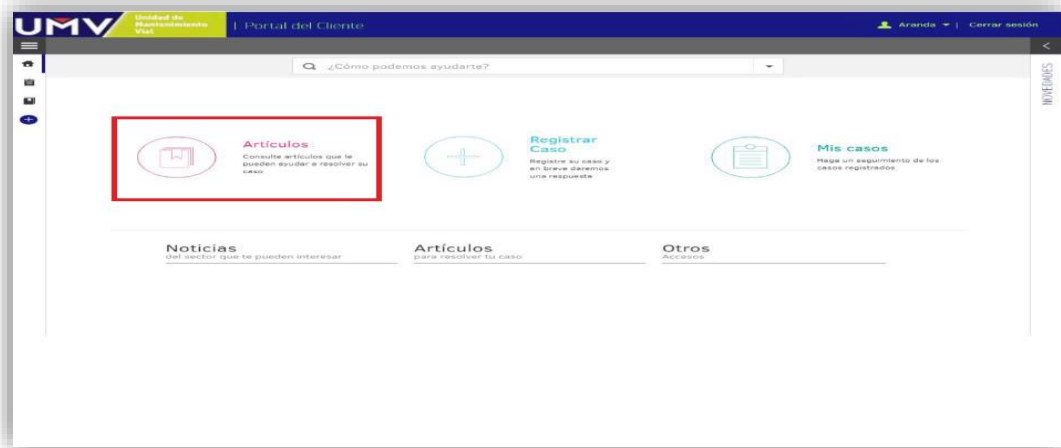 UMV
Unidad de
Mantenimiento
Vial
| Portal del Cliente
Aranda | Cerrar sesión
¿Cómo podemos ayudarte?
NOVEDADES
Artículos
Consulte artículos que le
pueden ayudar a resolver su
caso
Registrar
Caso
Registre su caso y
en breve daremos
una respuesta
Mis casos
Haga un seguimiento de los
casos registrados
Noticias
del sector que te pueden interesar
Artículos
para resolver tu caso
Otros
Accesos